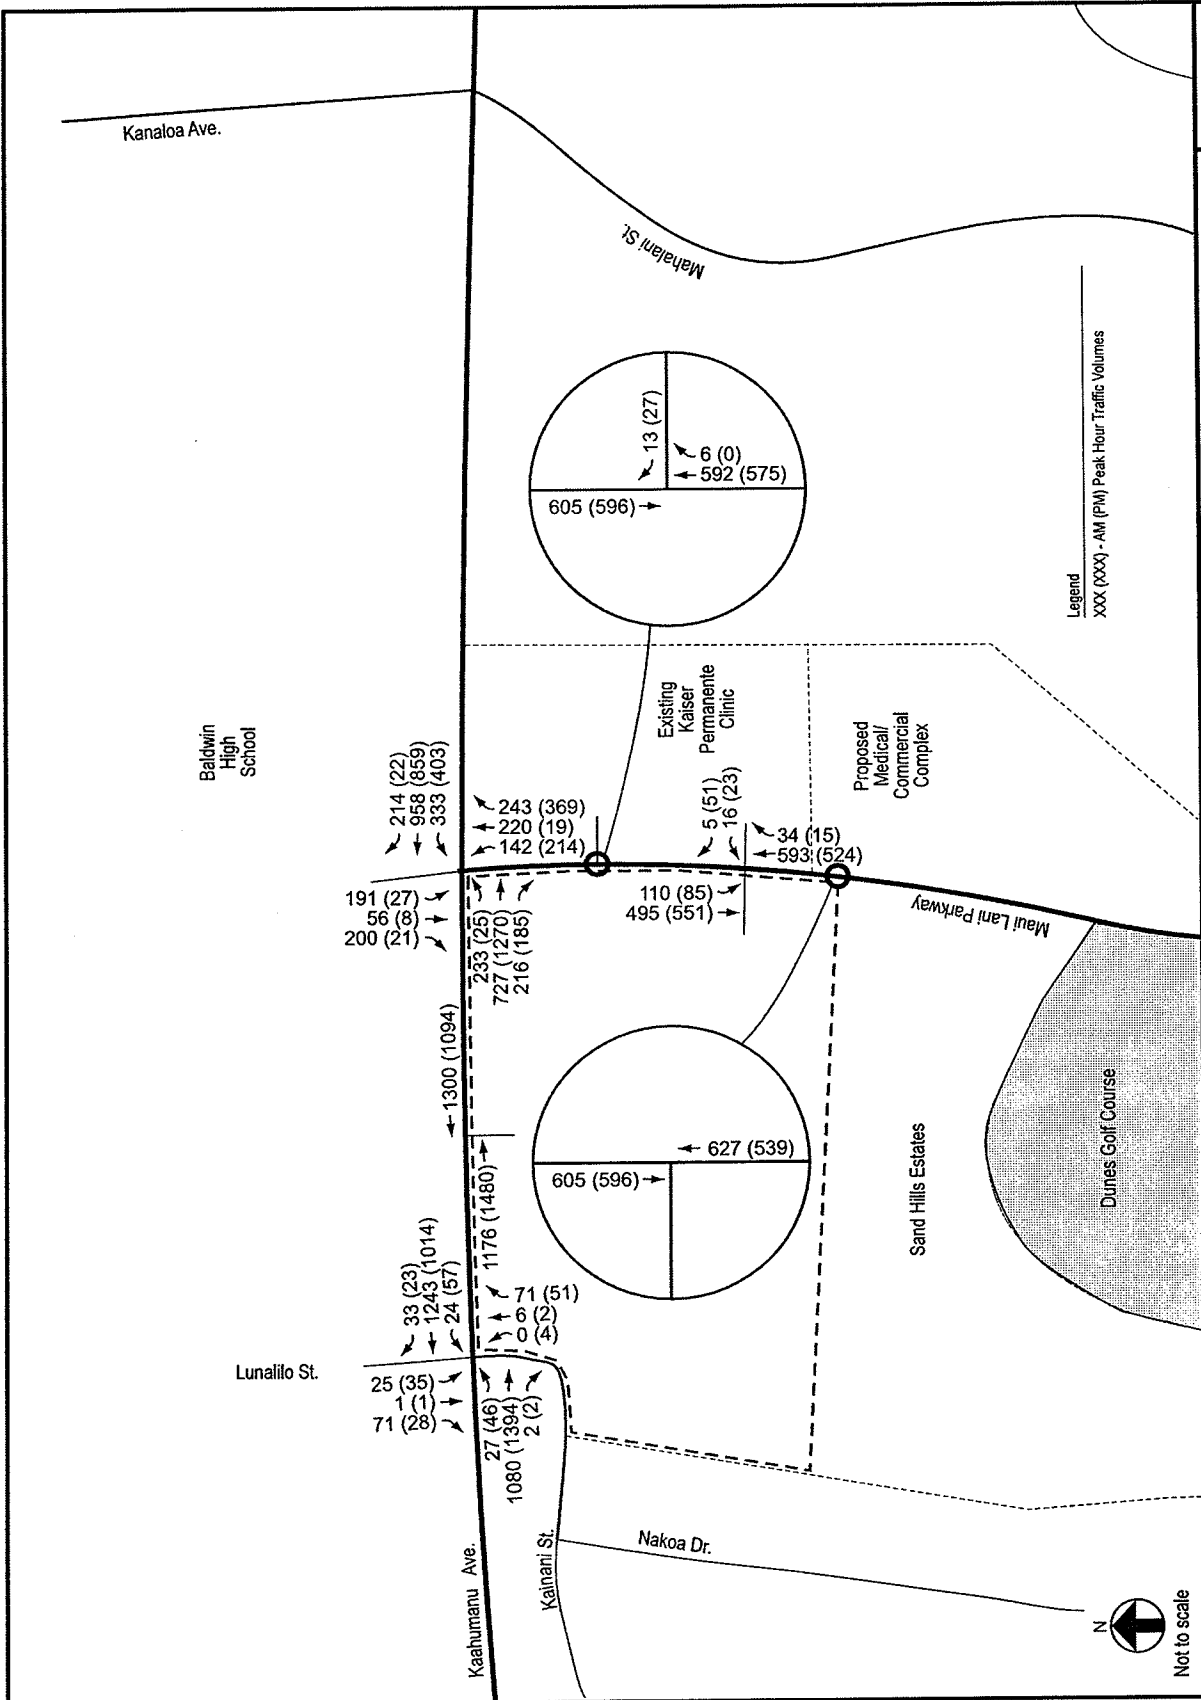 Kanaloa Ave.
Mahalani St.
13 (27)
6 (0)
592 (575)
605 (596)
Legend
XXX (XXX) - AM (PM) Peak Hour Traffic Volumes
Baldwin
High
School
214 (22)
958 (859)
333 (403)
243 (369)
220 (19)
142 (214)
Existing
Kaiser
Permanente
Clinic
5 (51)
16 (23)
34 (15)
593 (524)
Proposed
Medical/
Commercial
Complex
191 (27)
56 (8)
200 (21)
233 (25)
727 (1270)
216 (185)
110 (85)
495 (551)
Maui Lani Parkway
1300 (1094)
1176 (1480)
627 (539)
605 (596)
Sand Hills Estates
Dunes Golf Course
Lunalilo St.
33 (23)
1243 (1014)
24 (57)
71 (51)
6 (2)
0 (4)
25 (35)
1 (1)
71 (28)
27 (46)
1080 (1394)
2 (2)
Kaahumanu Ave.
Kainani St.
Nakoa Dr.
N
Not to scale